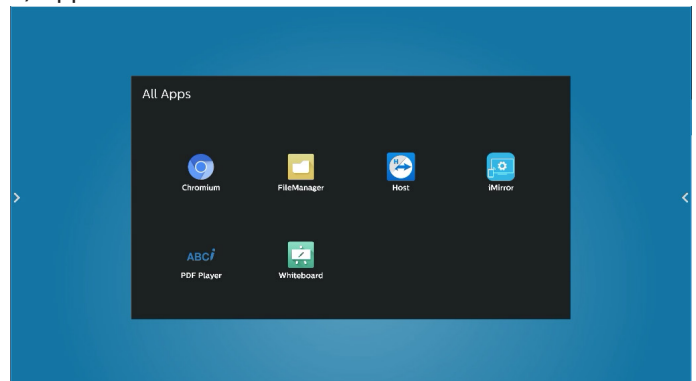 All Apps
Chromium
FileManager
H
Host
iMirror
ABCi
PDF Player
Whiteboard